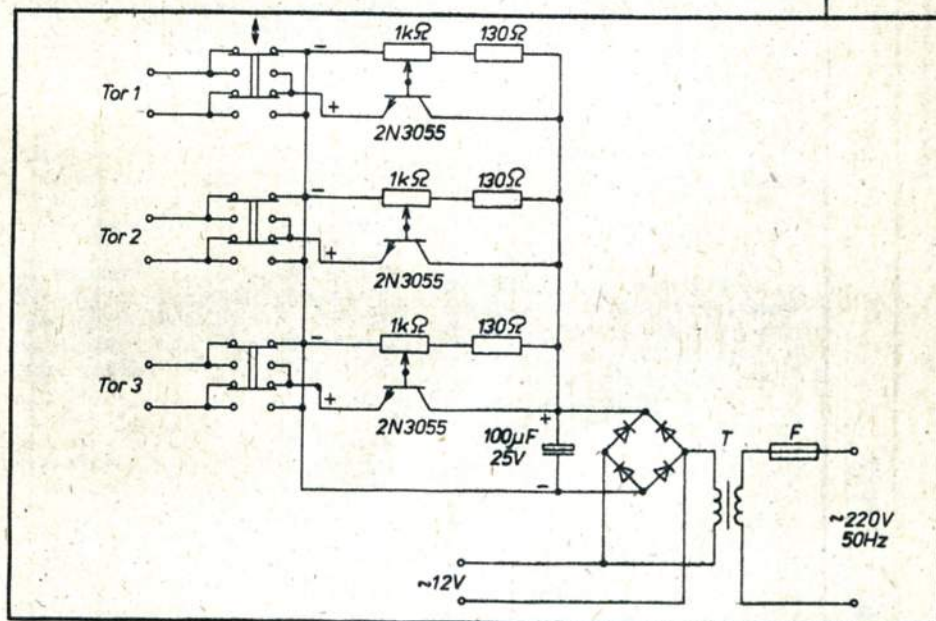 1kΩ 130Ω
−
Tor 1
+
2N3055
1kΩ 130Ω
−
Tor 2
+
2N3055
1kΩ 130Ω
−
Tor 3
+
2N3055
+
100µF
25V
−
T F
~220V
50Hz
~12V